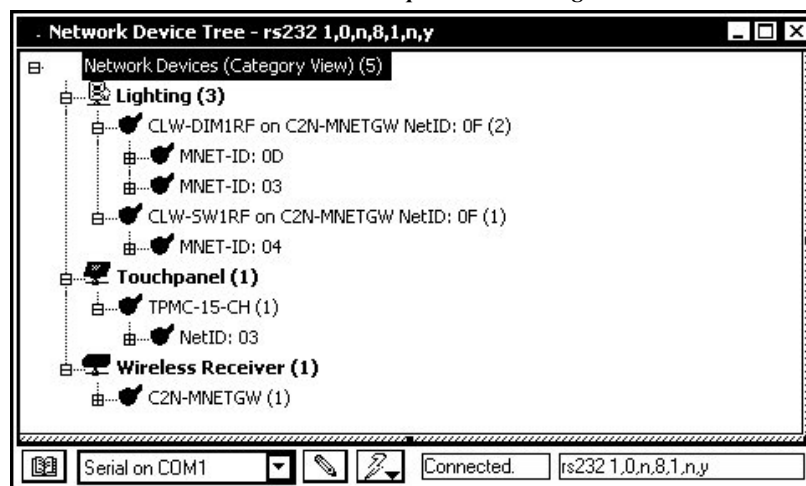 . Network Device Tree - rs232 1,0,n,8,1,n,y
Network Devices (Category View) (5)
Lighting (3)
CLW-DIM1RF on C2N-MNETGW NetID: 0F (2)
MNET-ID: 0D
MNET-ID: 03
CLW-SW1RF on C2N-MNETGW NetID: 0F (1)
MNET-ID: 04
Touchpanel (1)
TPMC-15-CH (1)
NetID: 03
Wireless Receiver (1)
C2N-MNETGW (1)
Serial on COM1 Connected. rs232 1,0,n,8,1,n,y